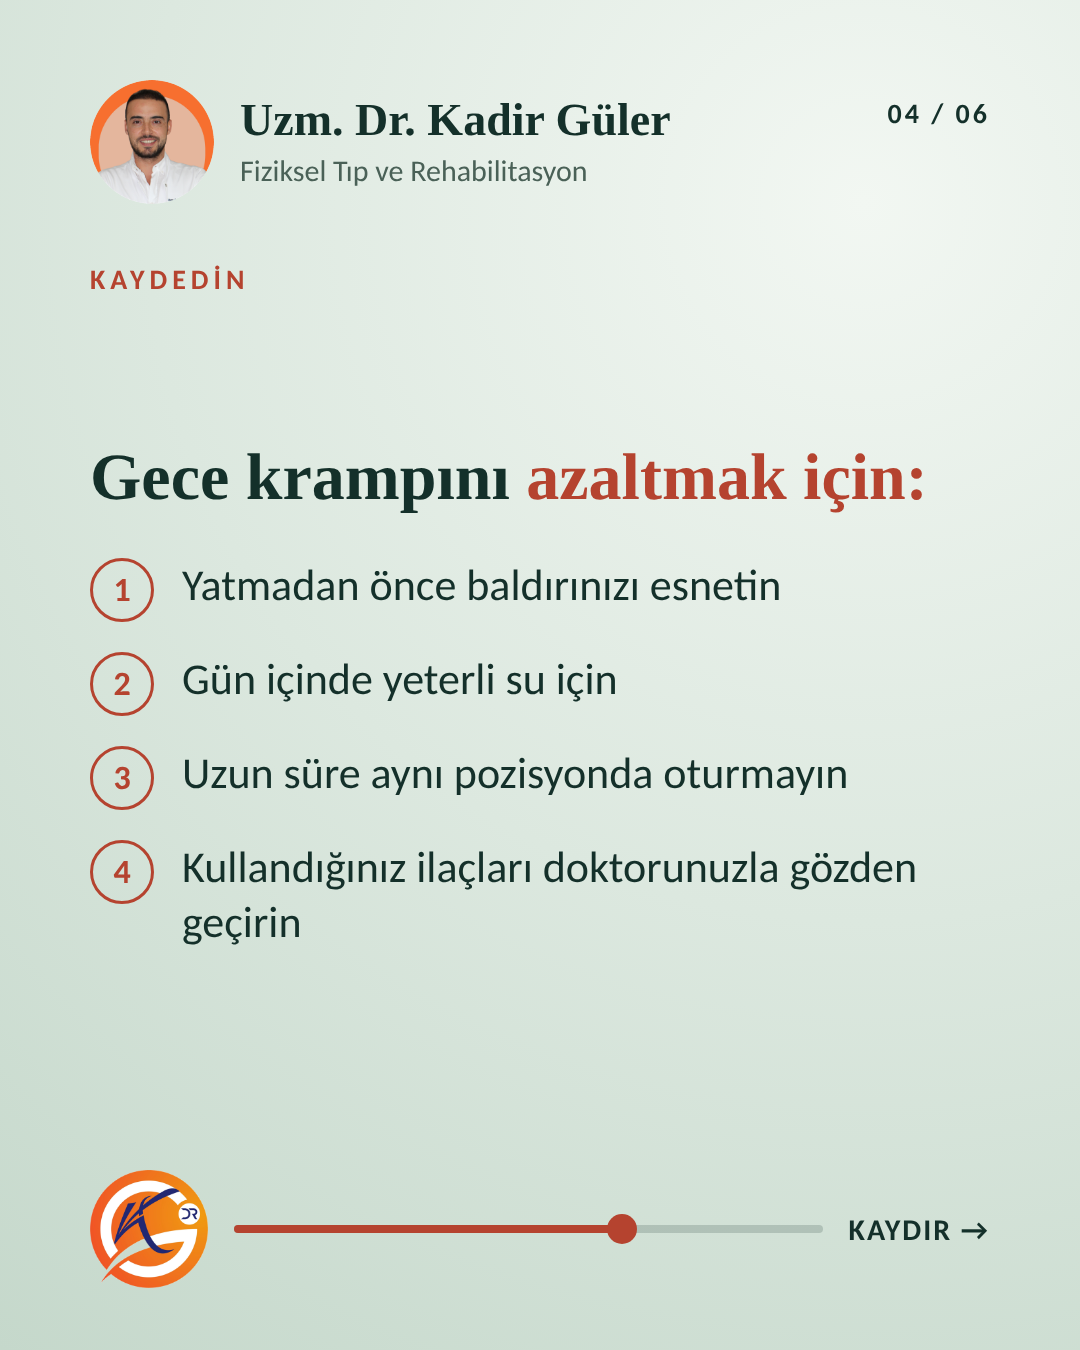 Uzm. Dr. Kadir Güler
04 / 06
Fiziksel Tıp ve Rehabilitasyon
KAYDEDİN
Gece krampını azaltmak için:
1 Yatmadan önce baldırınızı esnetin
2 Gün içinde yeterli su için
3 Uzun süre aynı pozisyonda oturmayın
4 Kullandığınız ilaçları doktorunuzla gözden
geçirin
KG DR
KAYDIR →